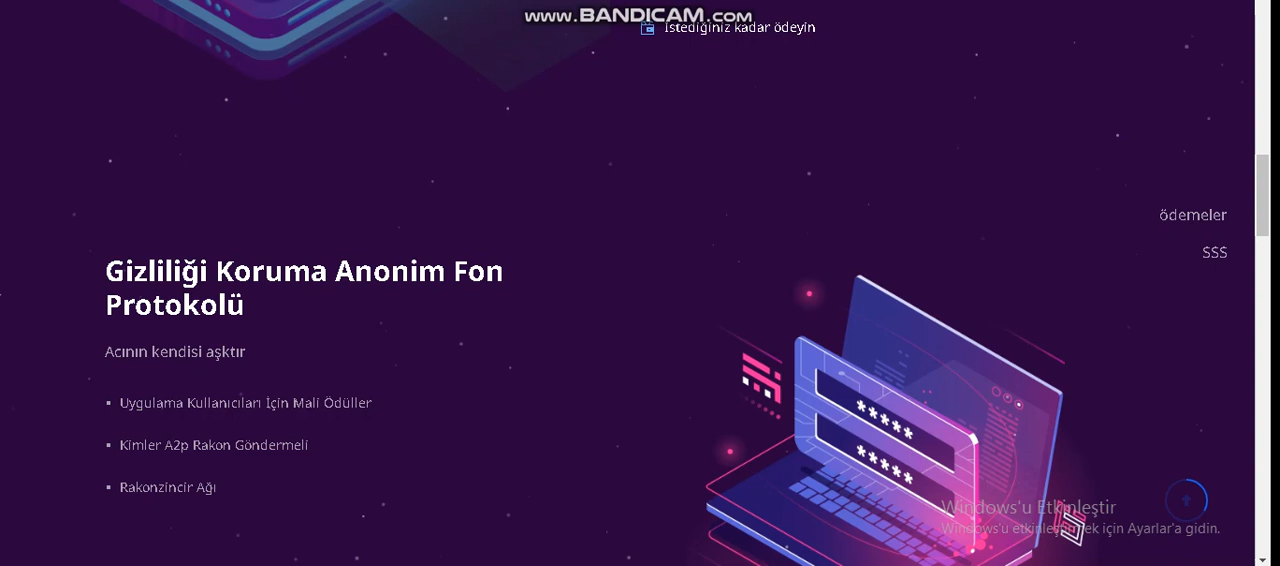 www.BANDICAM.com
İstediğiniz kadar ödeyin
ödemeler
SSS
Gizliliği Koruma Anonim Fon
Protokolü
Acının kendisi aşktır
▪ Uygulama Kullanıcıları İçin Mali Ödüller
▪ Kimler A2p Rakon Göndermeli
▪ Rakonzincir Ağı
*****
*****
Windows'u Etkinleştir
Windows'u etkinleştirmek için Ayarlar'a gidin.